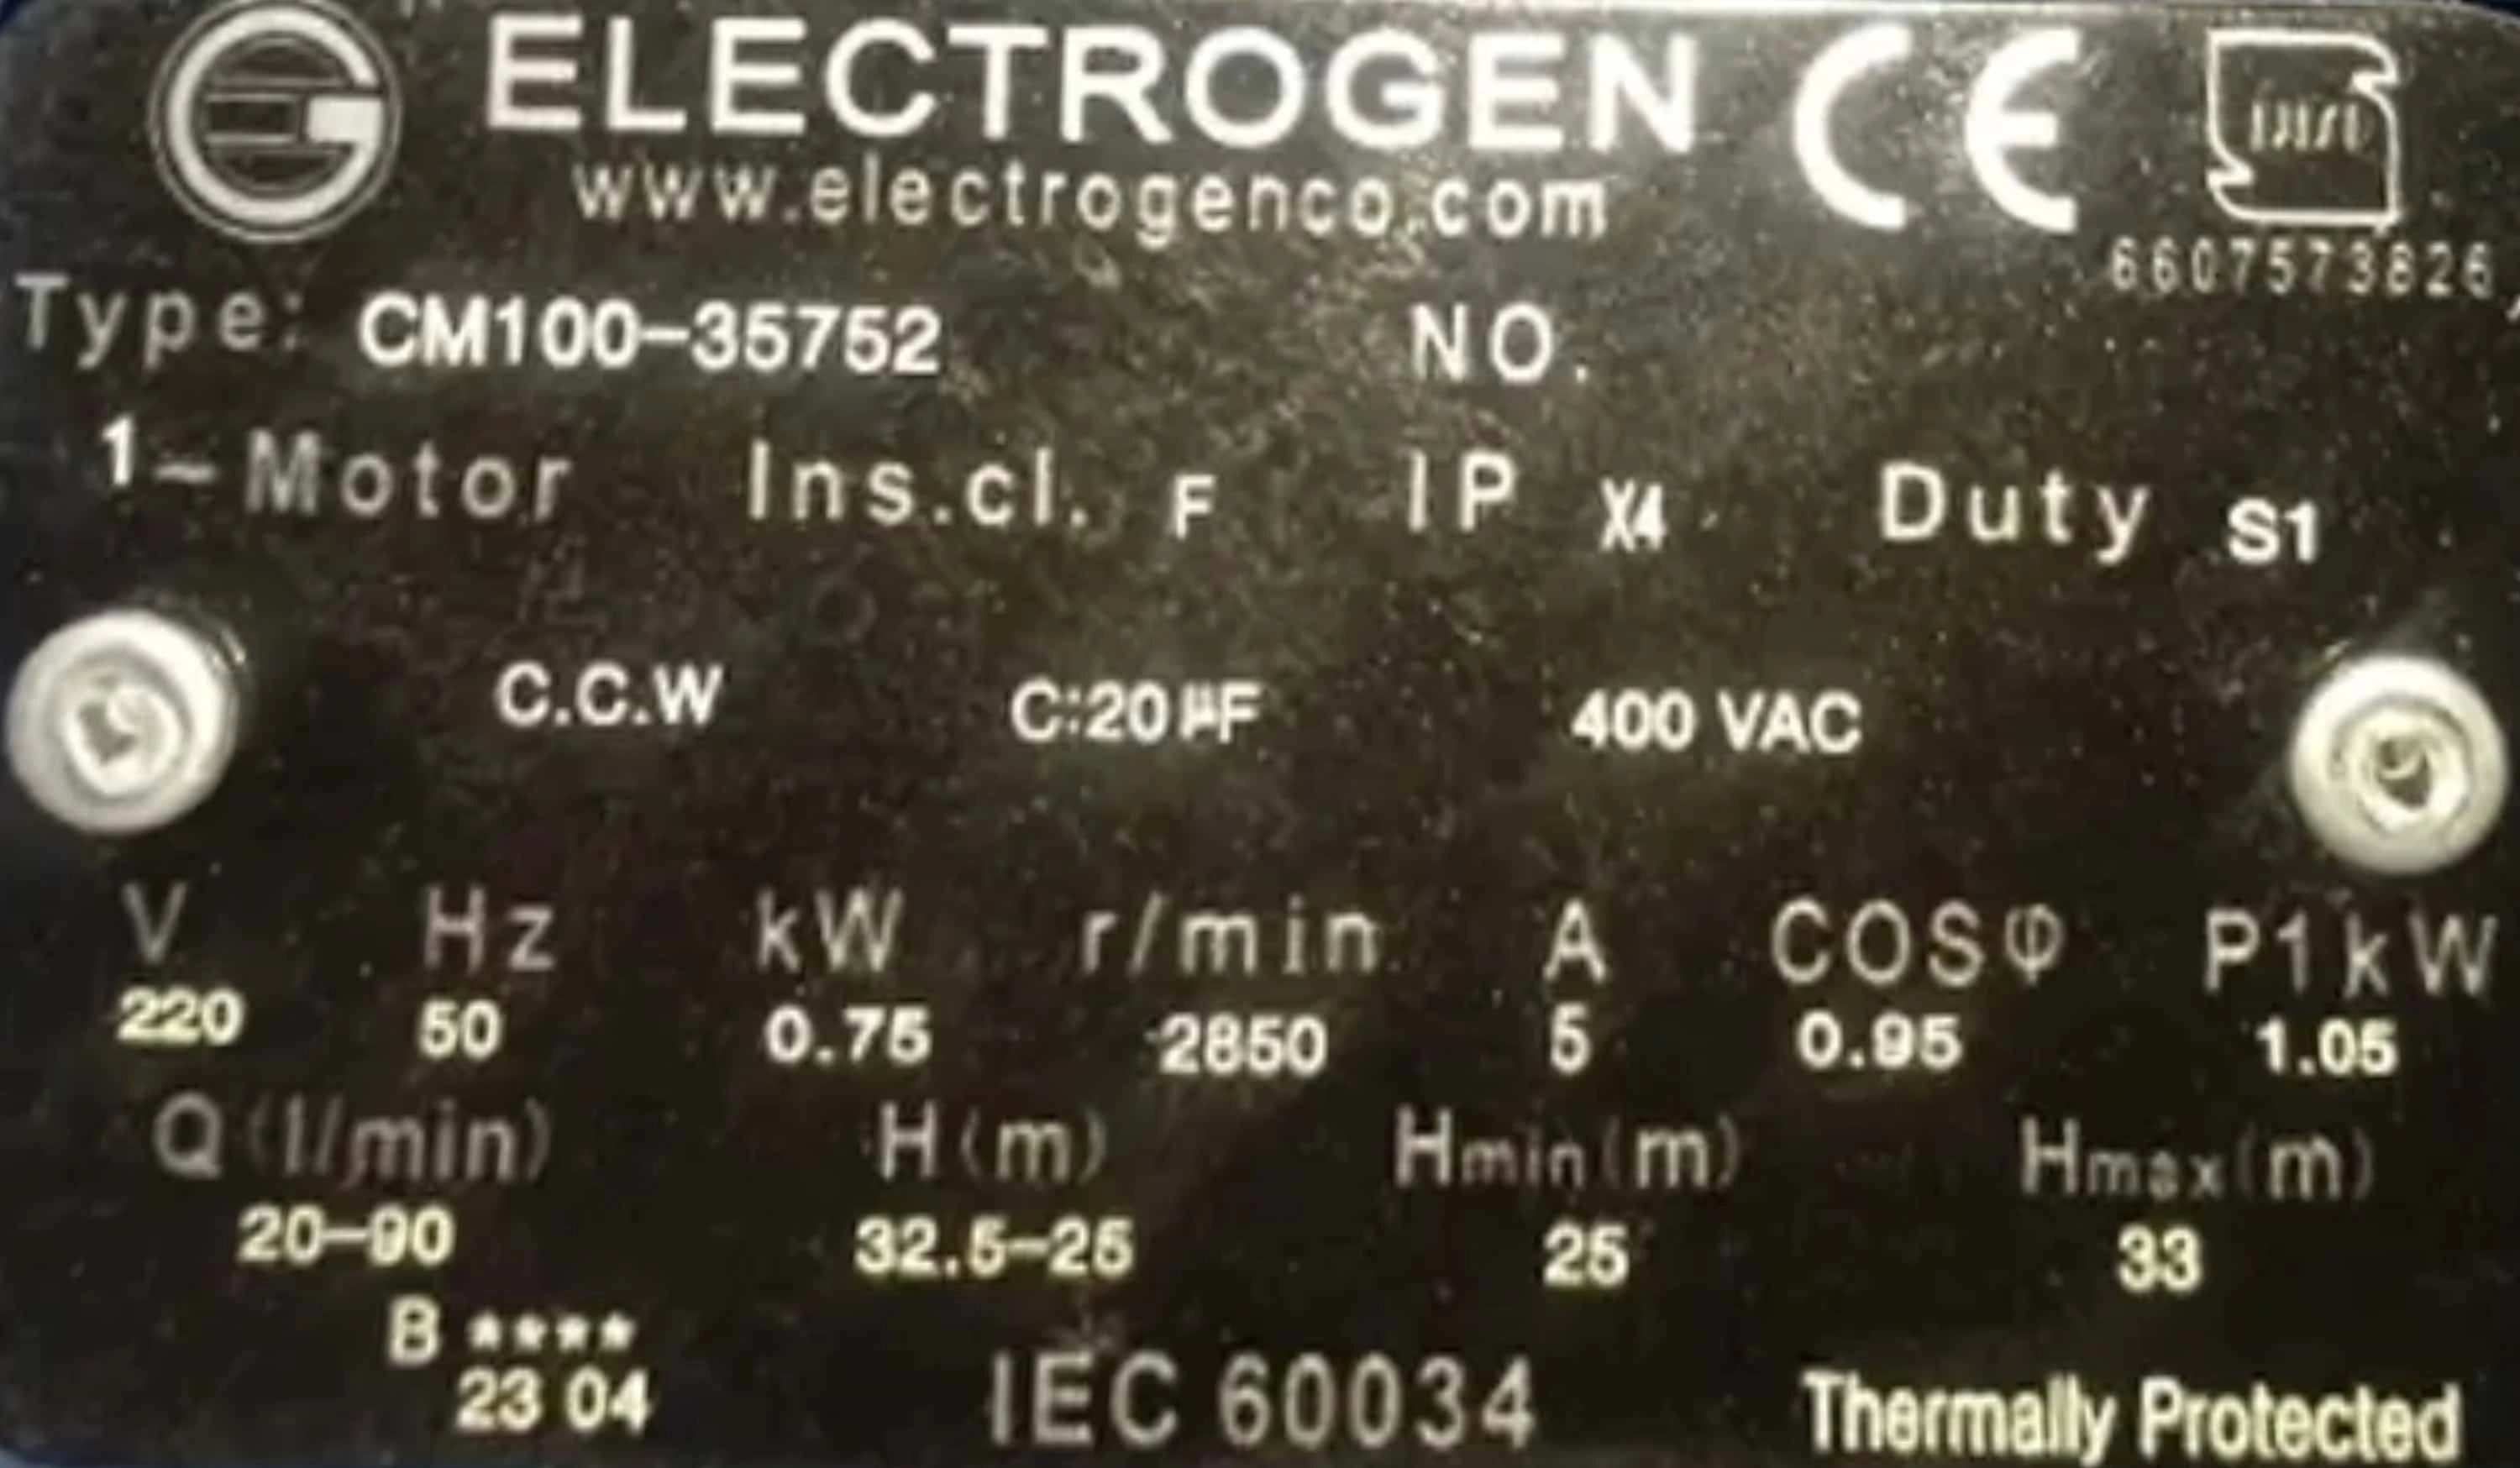 ELECTROGEN CE
www.electrogenco.com
6607573826
Type: CM100-35752 NO.
1~Motor Ins.cl. F IP X4 Duty S1
C.C.W C:20µF 400 VAC
V Hz kW r/min A COSφ P1kW
220 50 0.75 2850 5 0.95 1.05
Q(l/min) H(m) Hmin(m) Hmax(m)
20-90 32.5-25 25 33
B ****
23 04 IEC 60034 Thermally Protected